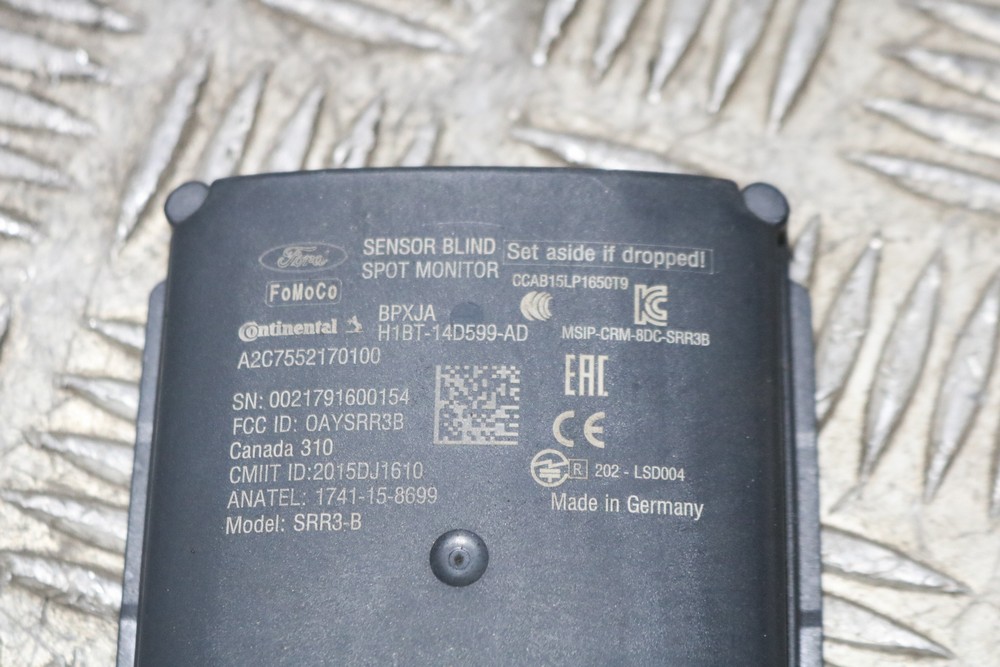 Ford
FoMoCo
SENSOR BLIND
SPOT MONITOR
Set aside if dropped!
CCAB15LP1650T9
Continental
BPXJA
H1BT-14D599-AD
MSIP-CRM-8DC-SRR3B
A2C7552170100
SN: 0021791600154
FCC ID: OAYSRR3B
Canada 310
CMIIT ID:2015DJ1610
ANATEL: 1741-15-8699
Model: SRR3-B
EAC
CE
R 202 - LSD004
Made in Germany